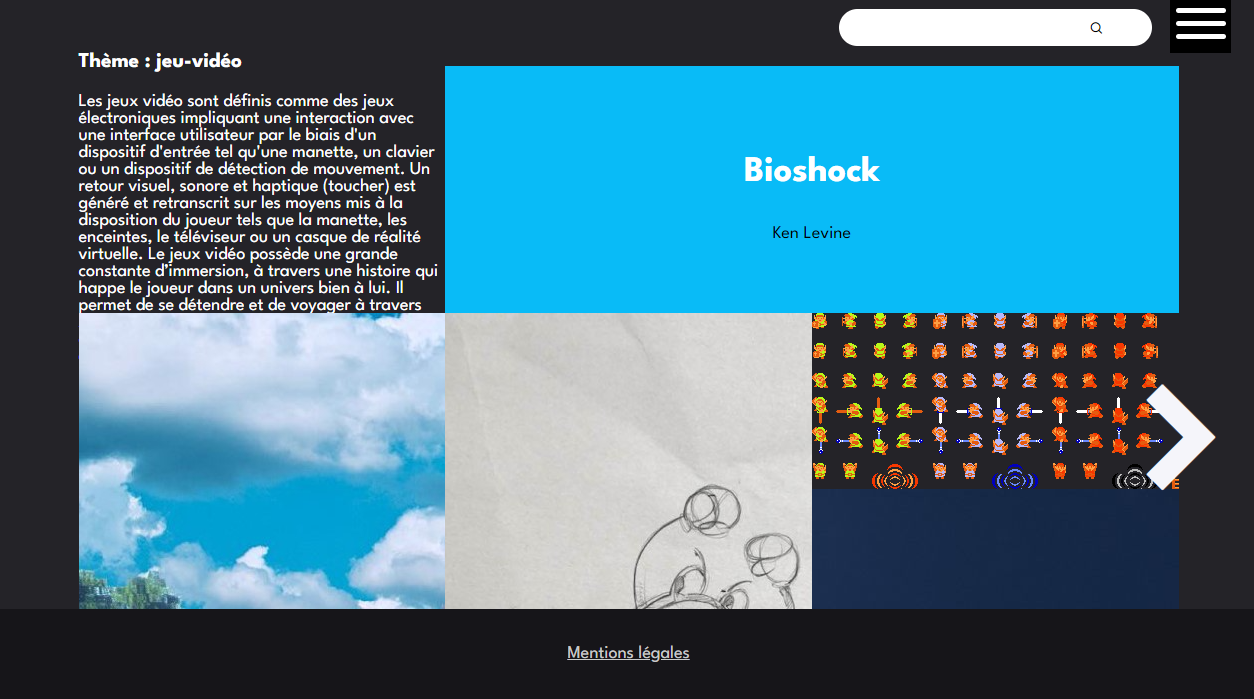 Thème : jeu-vidéo
Les jeux vidéo sont définis comme des jeux
électroniques impliquant une interaction avec
une interface utilisateur par le biais d'un
dispositif d'entrée tel qu'une manette, un clavier
ou un dispositif de détection de mouvement. Un
retour visuel, sonore et haptique (toucher) est
généré et retranscrit sur les moyens mis à la
disposition du joueur tels que la manette, les
enceintes, le téléviseur ou un casque de réalité
virtuelle. Le jeux vidéo possède une grande
constante d'immersion, à travers une histoire qui
happe le joueur dans un univers bien à lui. Il
permet de se détendre et de voyager à travers
Bioshock
Ken Levine
Mentions légales